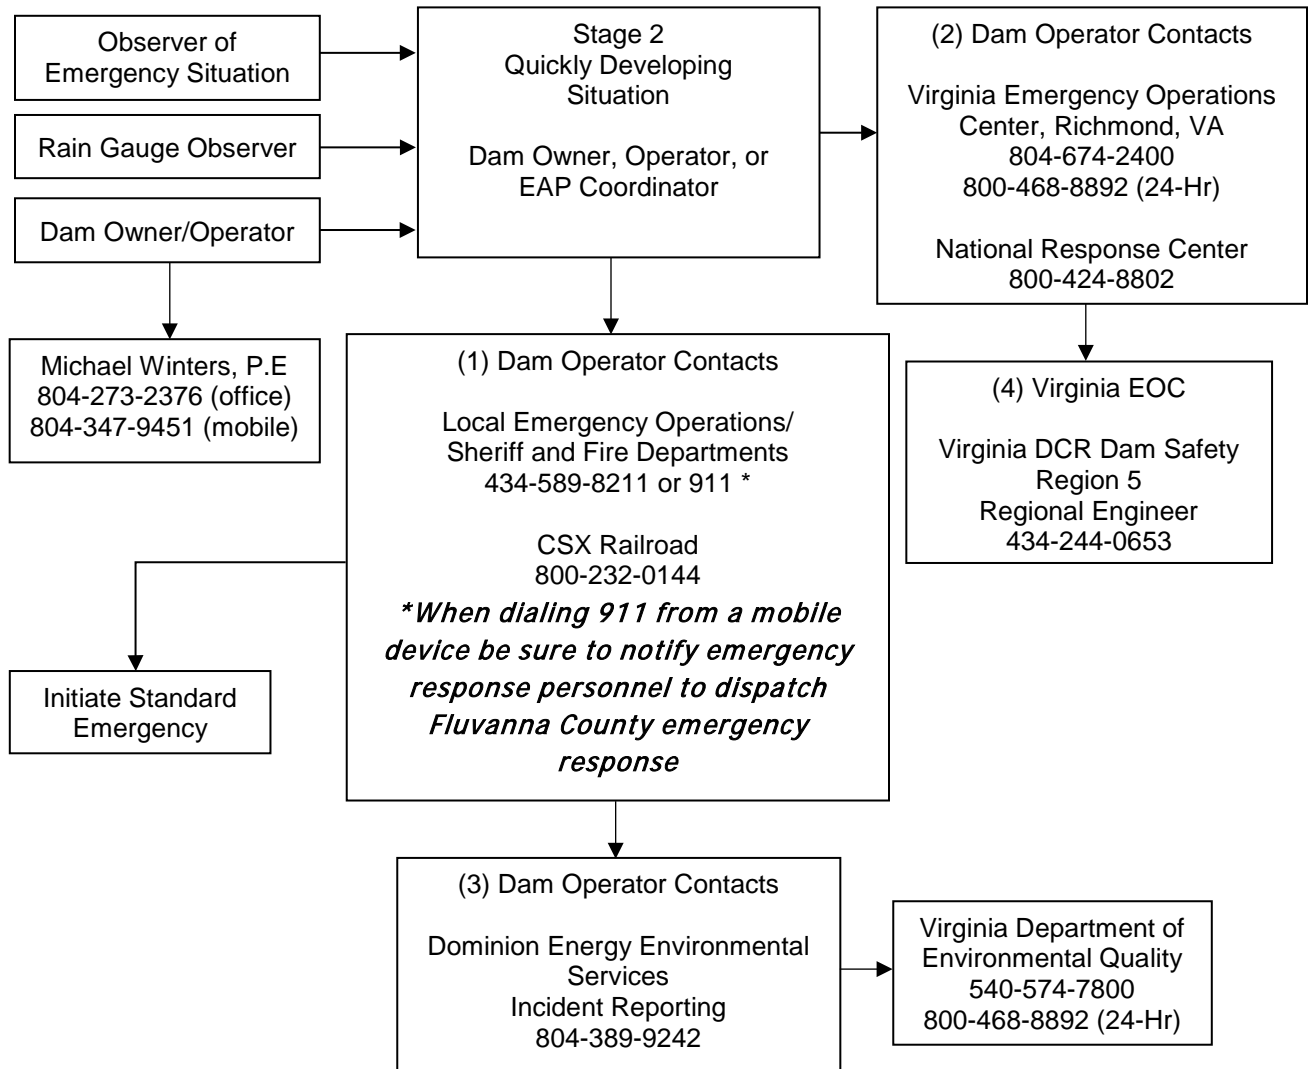 Observer of
Emergency Situation
Rain Gauge Observer
Dam Owner/Operator
Michael Winters, P.E
804-273-2376 (office)
804-347-9451 (mobile)
Stage 2
Quickly Developing
Situation
Dam Owner, Operator, or
EAP Coordinator
(2) Dam Operator Contacts
Virginia Emergency Operations
Center, Richmond, VA
804-674-2400
800-468-8892 (24-Hr)
National Response Center
800-424-8802
(1) Dam Operator Contacts
Local Emergency Operations/
Sheriff and Fire Departments
434-589-8211 or 911 *
CSX Railroad
800-232-0144
*When dialing 911 from a mobile
device be sure to notify emergency
response personnel to dispatch
Fluvanna County emergency
response
(4) Virginia EOC
Virginia DCR Dam Safety
Region 5
Regional Engineer
434-244-0653
Initiate Standard
Emergency
(3) Dam Operator Contacts
Dominion Energy Environmental
Services
Incident Reporting
804-389-9242
Virginia Department of
Environmental Quality
540-574-7800
800-468-8892 (24-Hr)